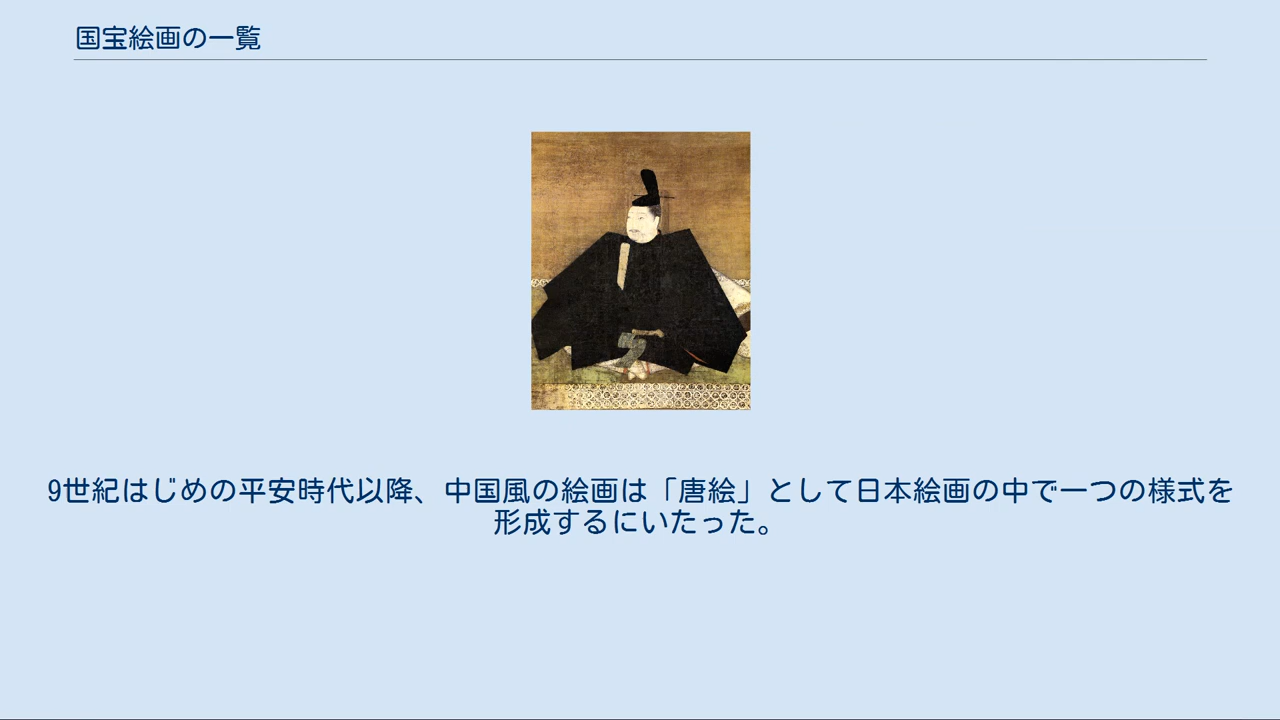 国宝絵画の一覧
9世紀はじめの平安時代以降、中国風の絵画は「唐絵」として日本絵画の中で一つの様式を
形成するにいたった。